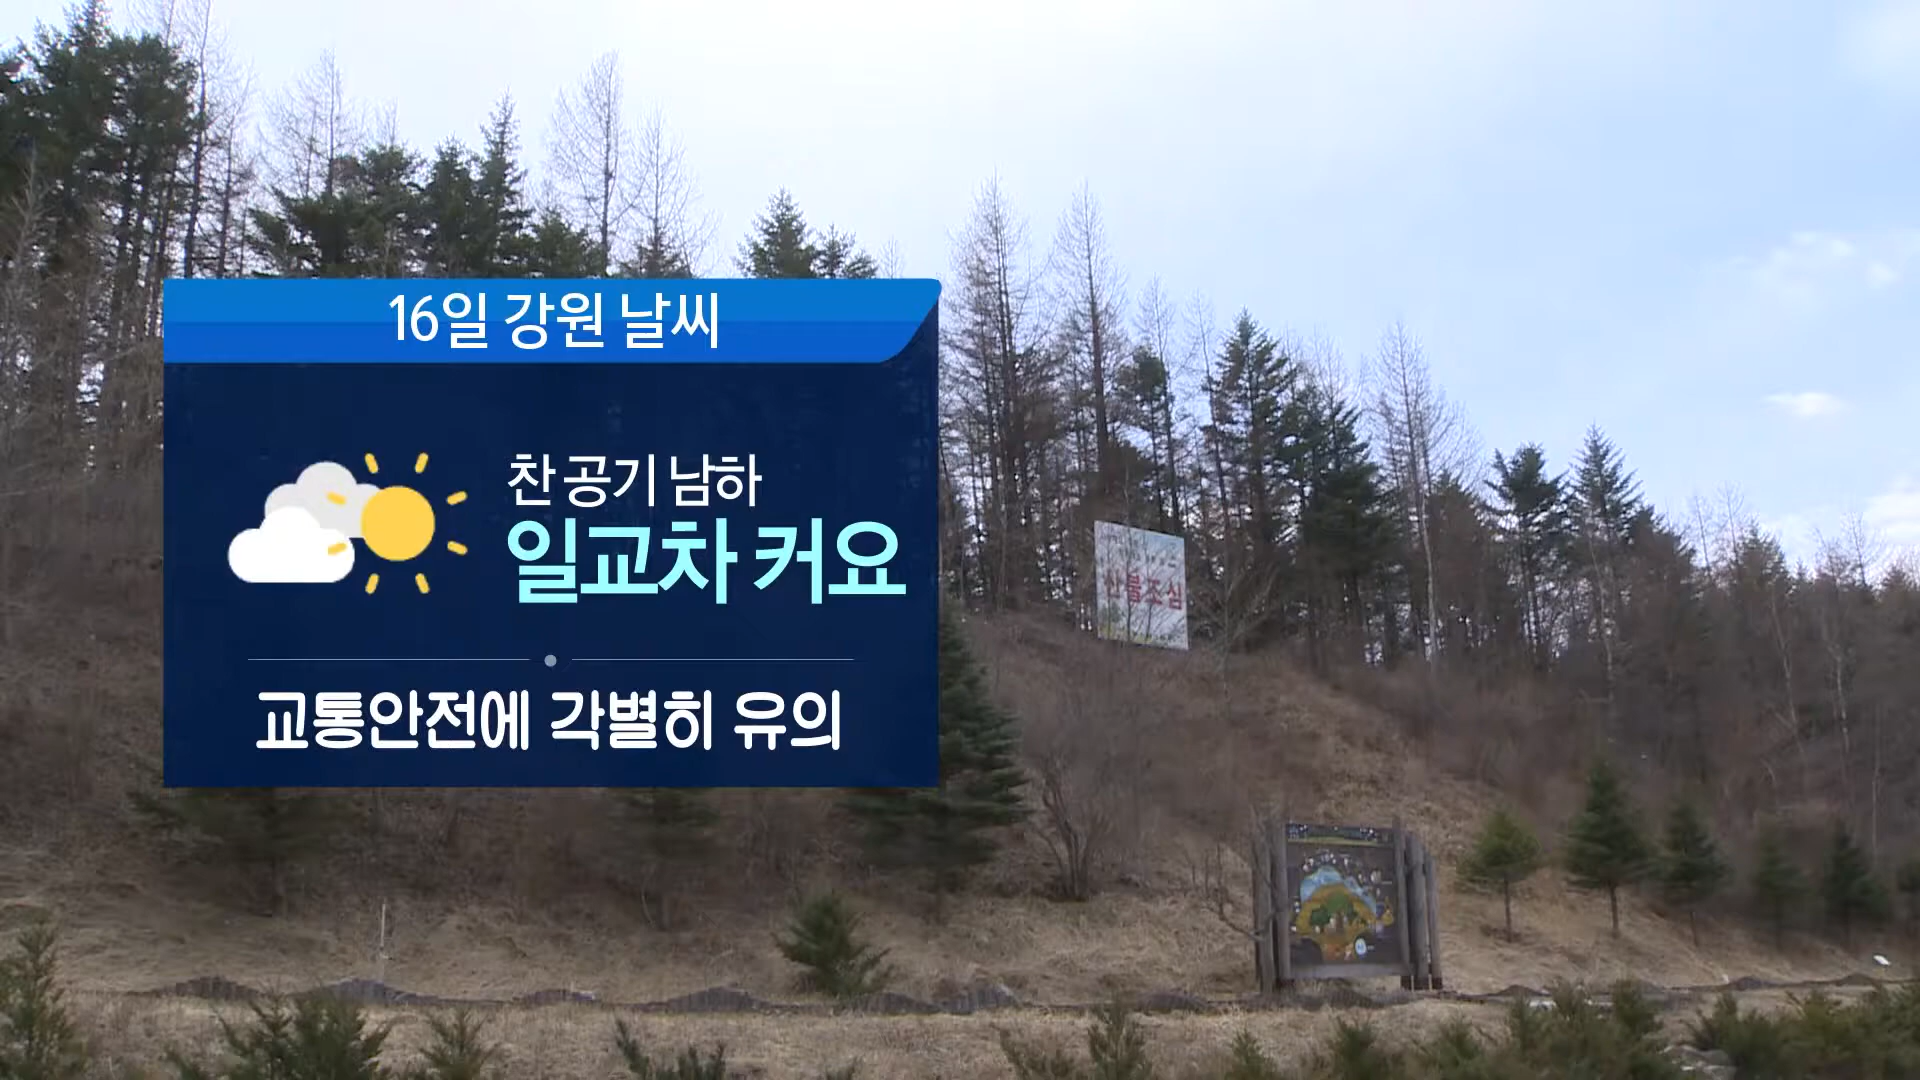 16일 강원 날씨
찬 공기 남하
일교차 커요
교통안전에 각별히 유의
산불조심